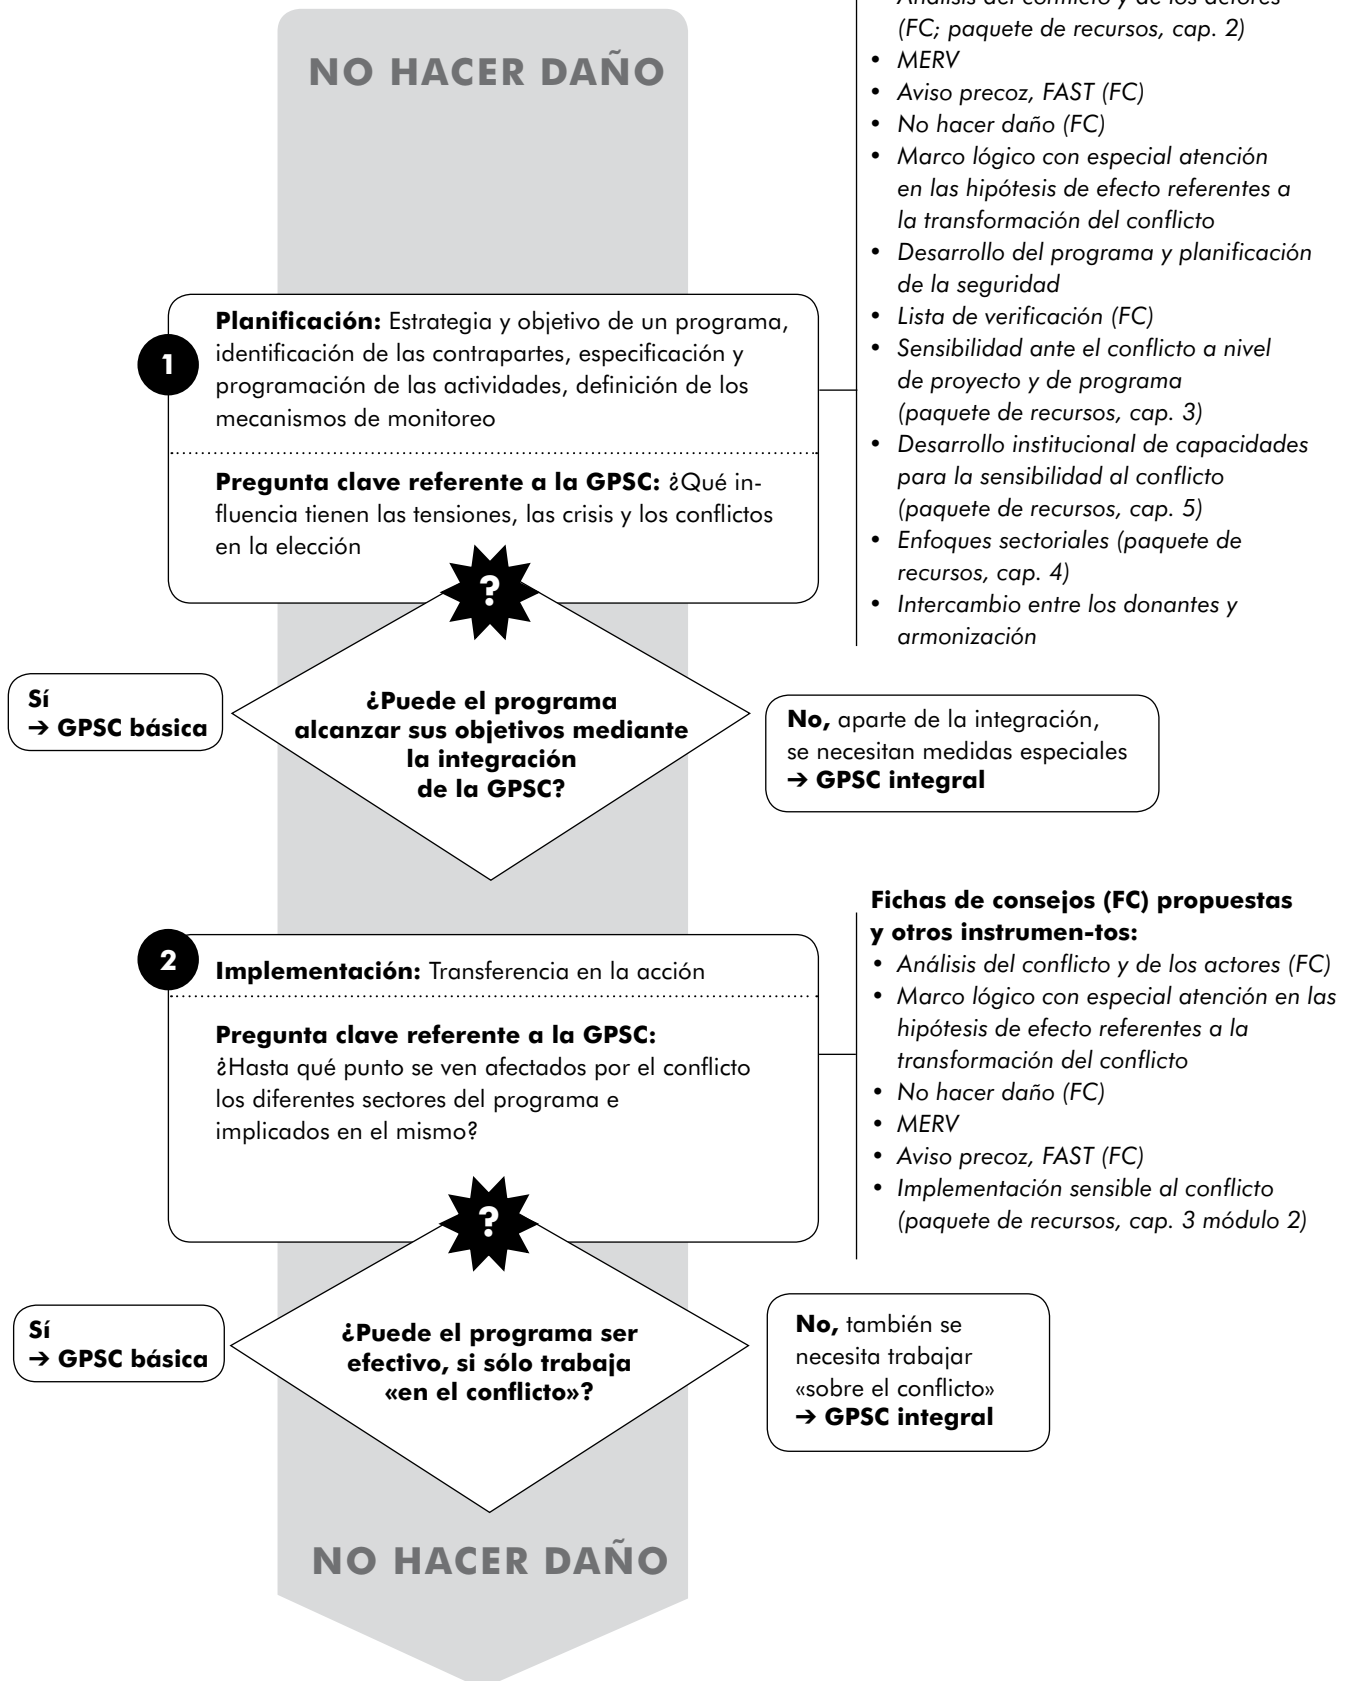 Análisis del conflicto y de los actores
(FC; paquete de recursos, cap. 2)
• MERV
• Aviso precoz, FAST (FC)
• No hacer daño (FC)
• Marco lógico con especial atención
en las hipótesis de efecto referentes a
la transformación del conflicto
• Desarrollo del programa y planificación
de la seguridad
• Lista de verificación (FC)
• Sensibilidad ante el conflicto a nivel
de proyecto y de programa
(paquete de recursos, cap. 3)
• Desarrollo institucional de capacidades
para la sensibilidad al conflicto
(paquete de recursos, cap. 5)
• Enfoques sectoriales (paquete de
recursos, cap. 4)
• Intercambio entre los donantes y
armonización
NO HACER DAÑO
1
Planificación: Estrategia y objetivo de un programa,
identificación de las contrapartes, especificación y
programación de las actividades, definición de los
mecanismos de monitoreo
Pregunta clave referente a la GPSC: ¿Qué in-
fluencia tienen las tensiones, las crisis y los conflictos
en la elección
?
Sí
→ GPSC básica
¿Puede el programa
alcanzar sus objetivos mediante
la integración
de la GPSC?
No, aparte de la integración,
se necesitan medidas especiales
→ GPSC integral
2
Implementación: Transferencia en la acción
Pregunta clave referente a la GPSC:
¿Hasta qué punto se ven afectados por el conflicto
los diferentes sectores del programa e
implicados en el mismo?
Fichas de consejos (FC) propuestas
y otros instrumen-tos:
• Análisis del conflicto y de los actores (FC)
• Marco lógico con especial atención en las
hipótesis de efecto referentes a la
transformación del conflicto
• No hacer daño (FC)
• MERV
• Aviso precoz, FAST (FC)
• Implementación sensible al conflicto
(paquete de recursos, cap. 3 módulo 2)
?
Sí
→ GPSC básica
¿Puede el programa ser
efectivo, si sólo trabaja
«en el conflicto»?
No, también se
necesita trabajar
«sobre el conflicto»
→ GPSC integral
NO HACER DAÑO